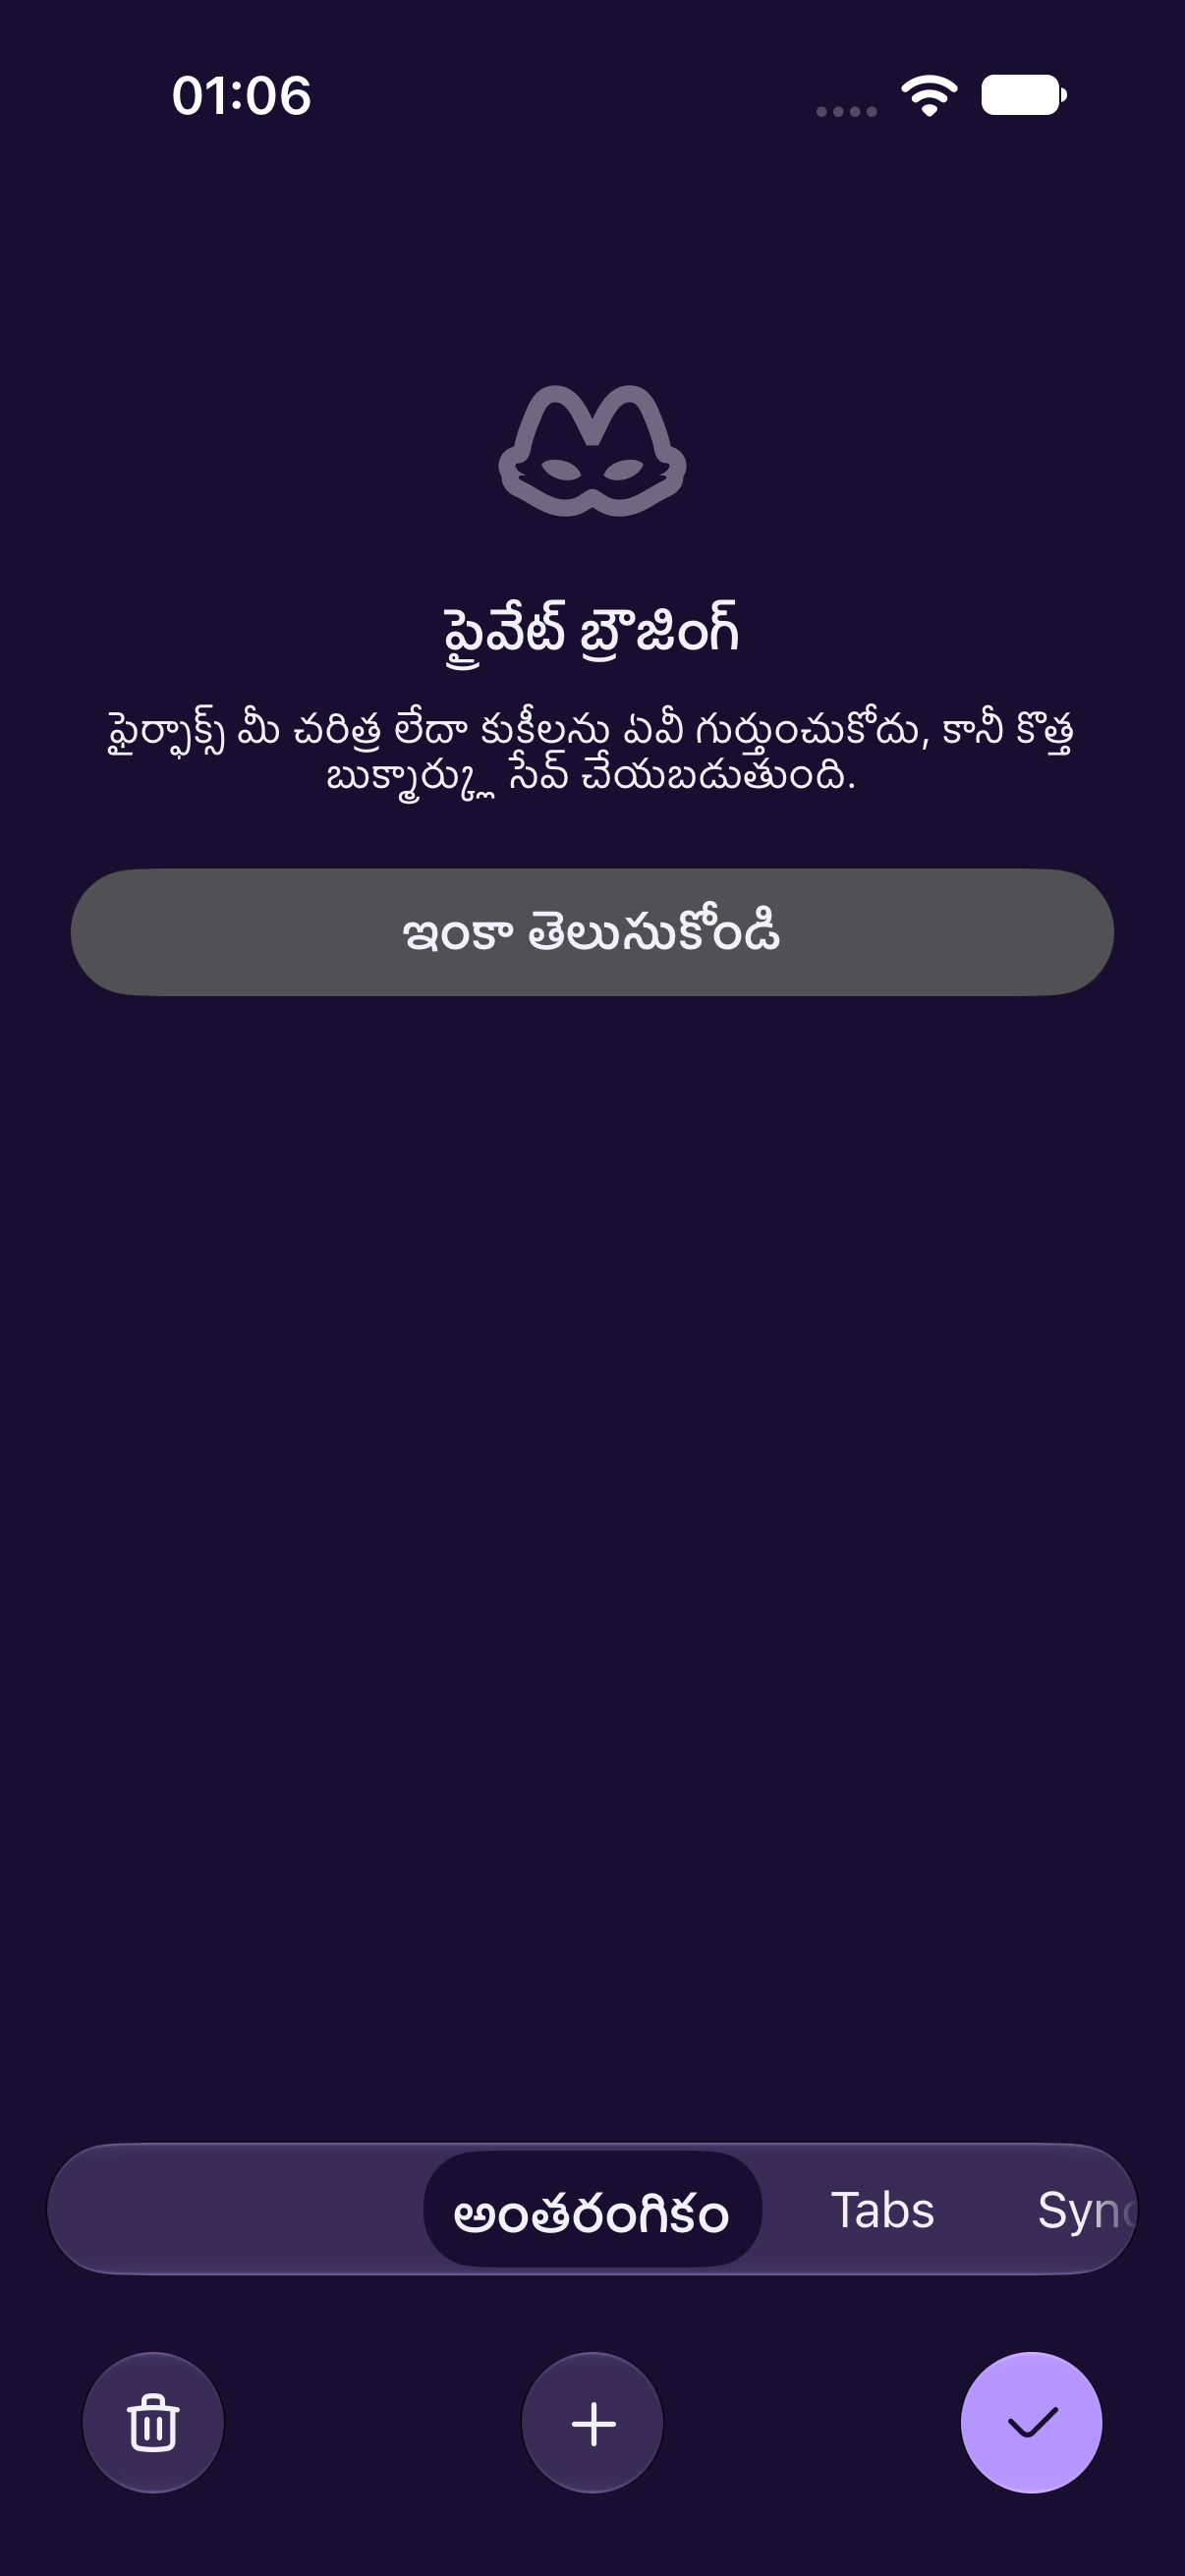 01:06
ప్రైవేట్ బ్రౌజింగ్
ఫైర్ఫాక్స్ మీ చరిత్ర లేదా కుకీలను ఏవీ గుర్తుంచుకోదు, కానీ కొత్త
బుక్మార్క్లు సేవ్ చేయబడుతుంది.
ఇంకా తెలుసుకోండి
అంతరంగికం Tabs